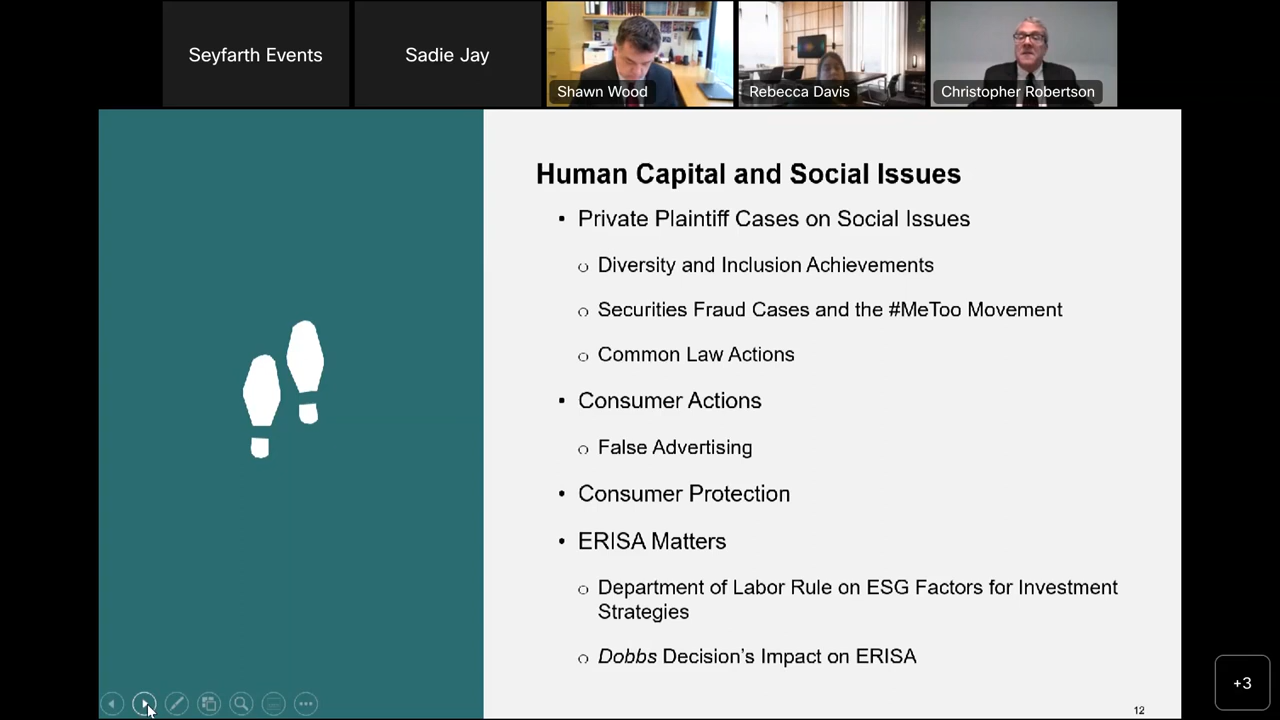 Seyfarth Events
Sadie Jay
Shawn Wood
Rebecca Davis
Christopher Robertson
Human Capital and Social Issues
• Private Plaintiff Cases on Social Issues
○ Diversity and Inclusion Achievements
○ Securities Fraud Cases and the #MeToo Movement
○ Common Law Actions
• Consumer Actions
○ False Advertising
• Consumer Protection
• ERISA Matters
○ Department of Labor Rule on ESG Factors for Investment
Strategies
○ Dobbs Decision's Impact on ERISA
+3
12